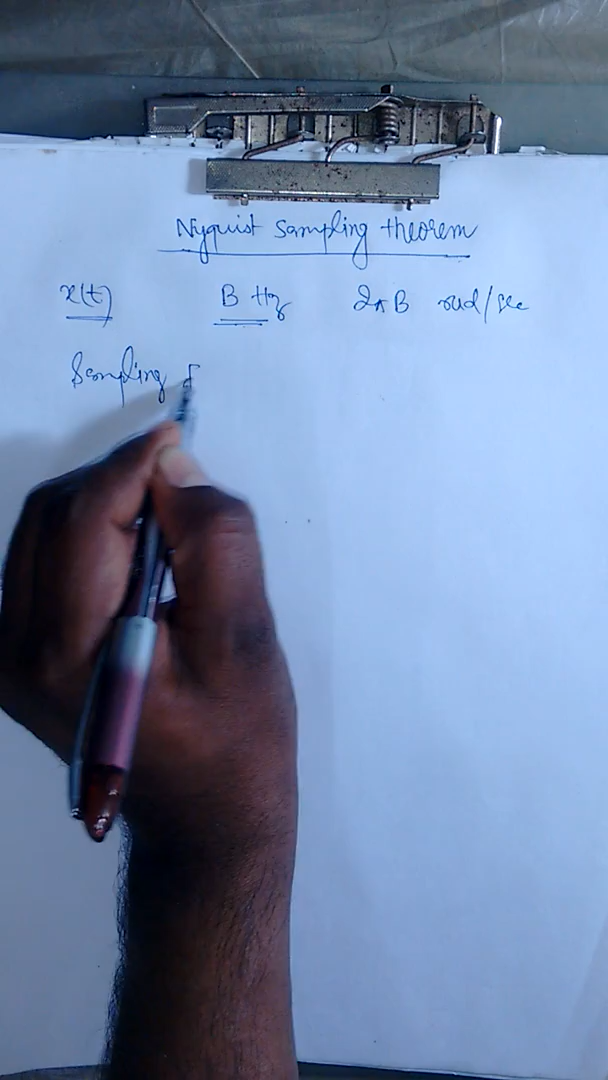 Nyquist Sampling theorem
x(t) B Hz 2πB rad/sec
Sampling